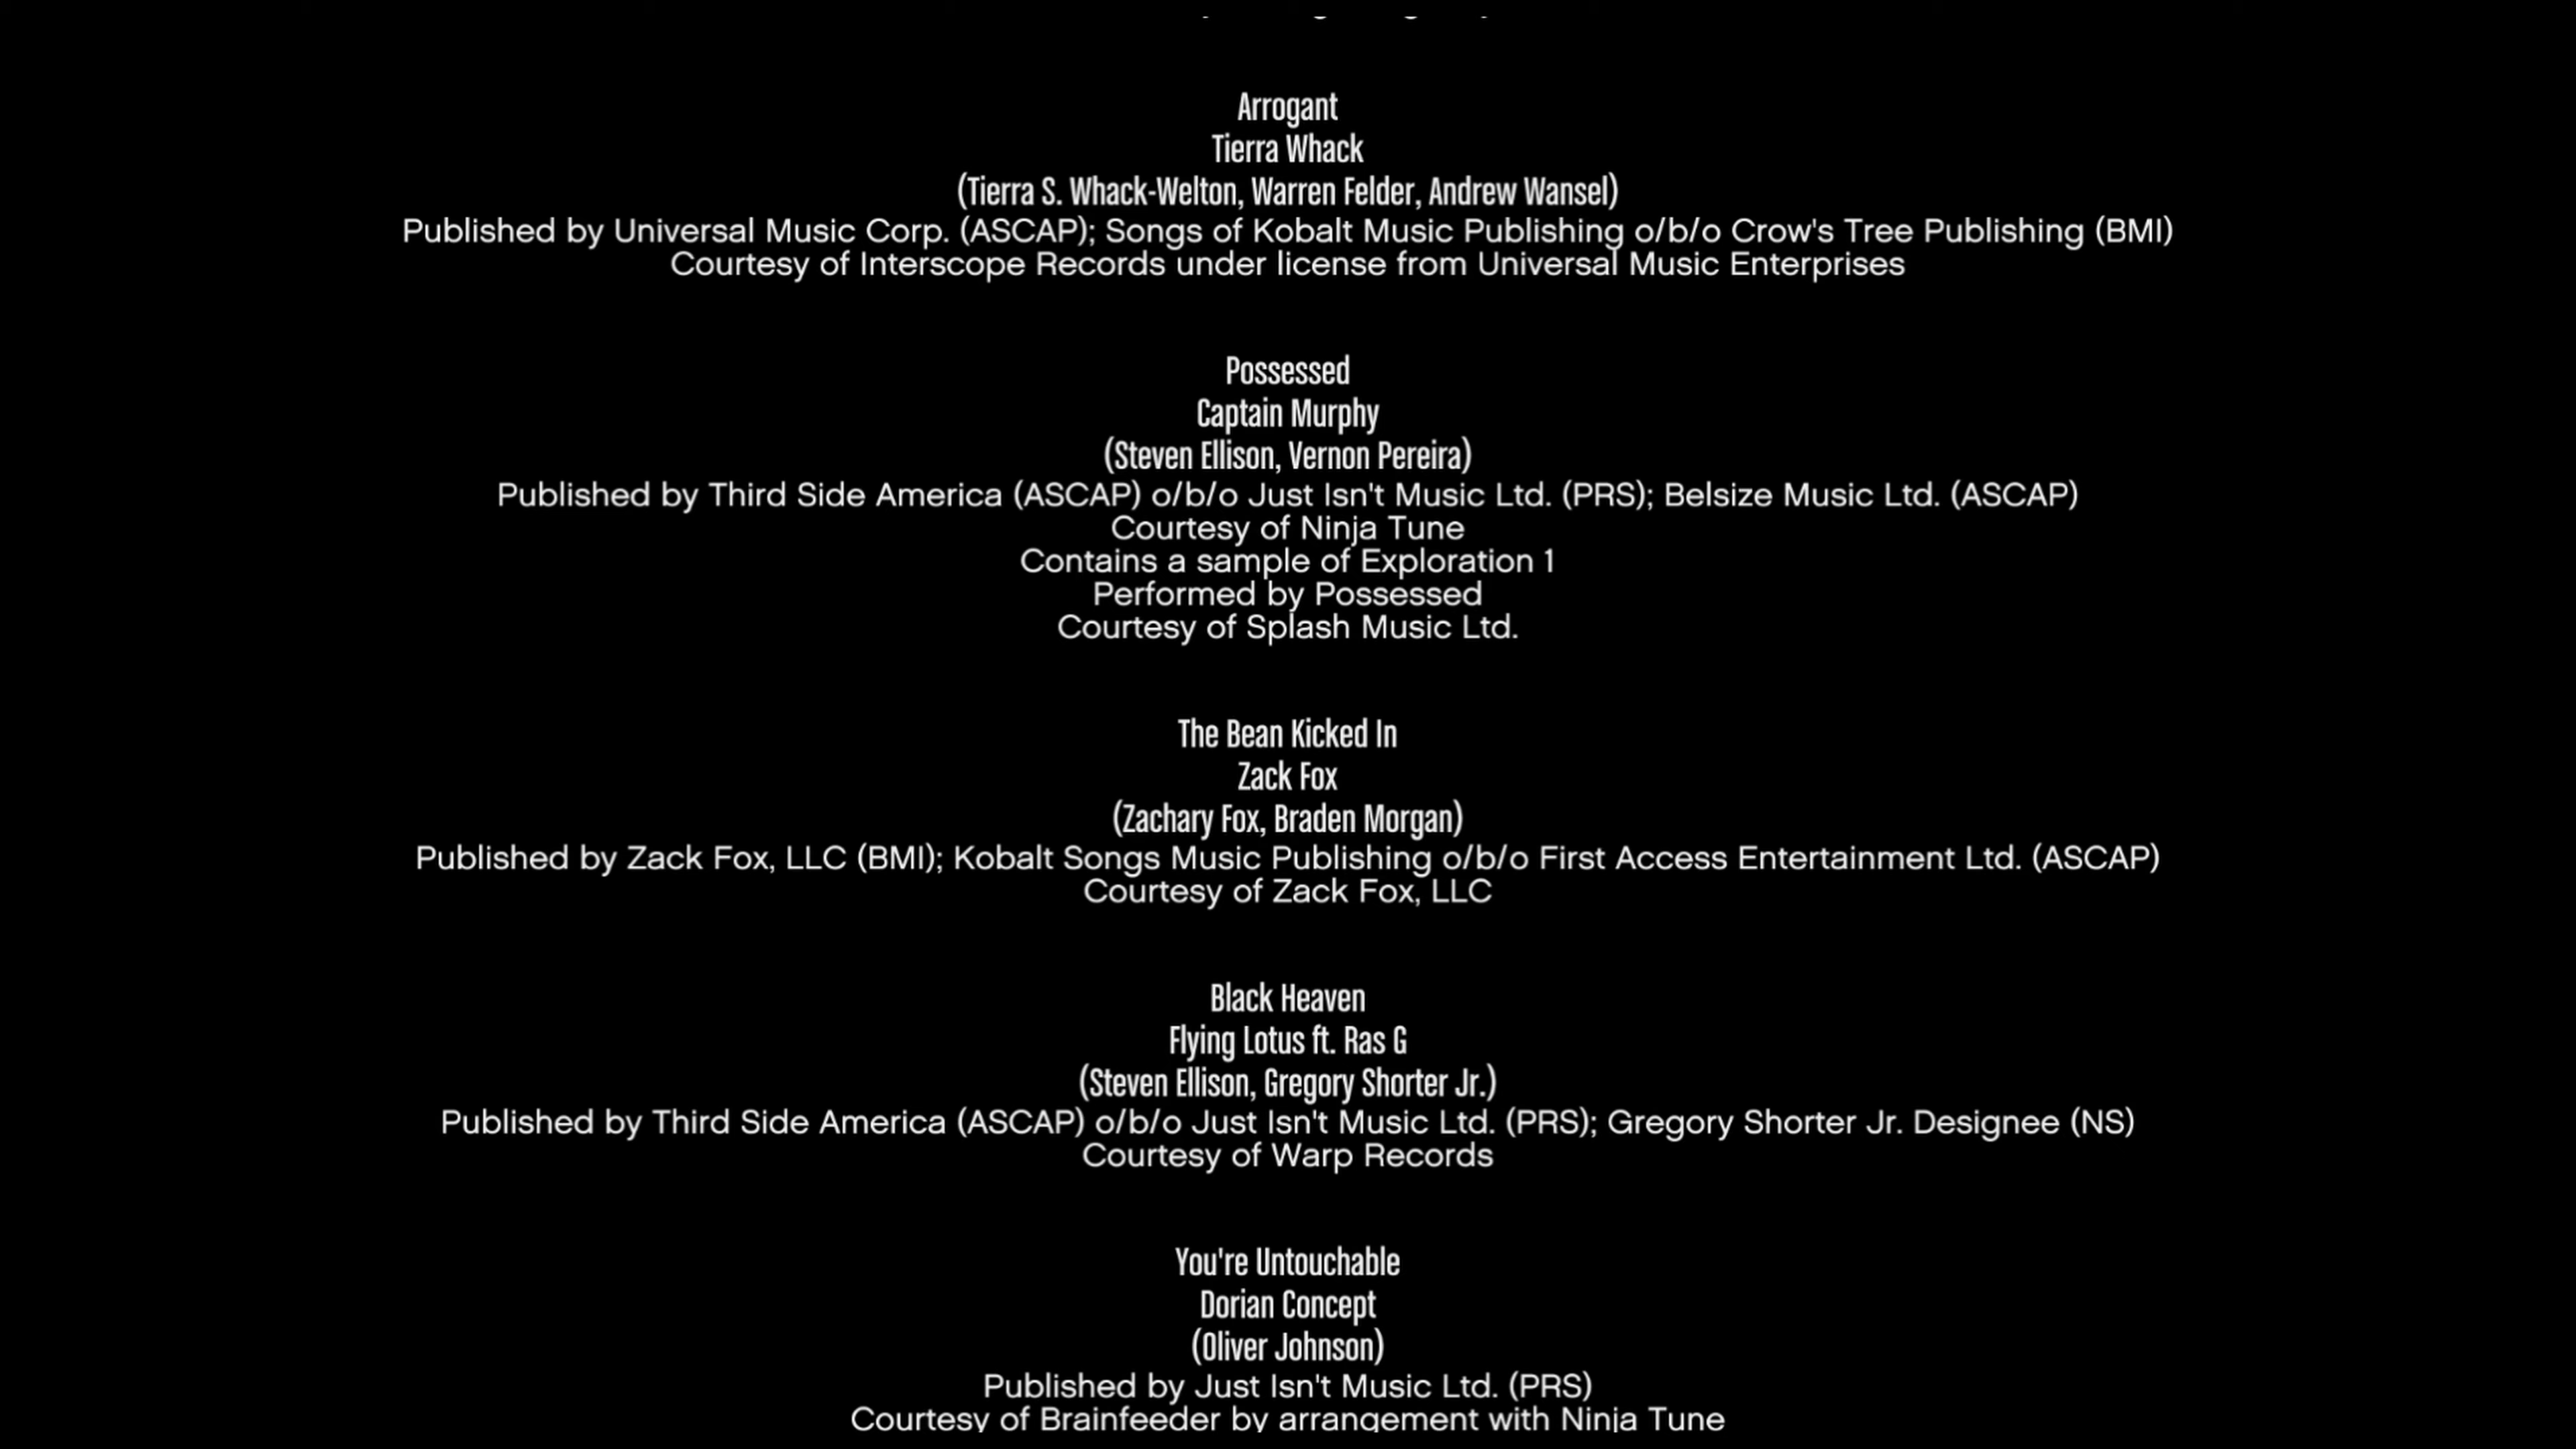 Arrogant
Tierra Whack
(Tierra S. Whack-Welton, Warren Felder, Andrew Wansel)
Published by Universal Music Corp. (ASCAP); Songs of Kobalt Music Publishing o/b/o Crow's Tree Publishing (BMI)
Courtesy of Interscope Records under license from Universal Music Enterprises
Possessed
Captain Murphy
(Steven Ellison, Vernon Pereira)
Published by Third Side America (ASCAP) o/b/o Just Isn't Music Ltd. (PRS); Belsize Music Ltd. (ASCAP)
Courtesy of Ninja Tune
Contains a sample of Exploration 1
Performed by Possessed
Courtesy of Splash Music Ltd.
The Bean Kicked In
Zack Fox
(Zachary Fox, Braden Morgan)
Published by Zack Fox, LLC (BMI); Kobalt Songs Music Publishing o/b/o First Access Entertainment Ltd. (ASCAP)
Courtesy of Zack Fox, LLC
Black Heaven
Flying Lotus ft. Ras G
(Steven Ellison, Gregory Shorter Jr.)
Published by Third Side America (ASCAP) o/b/o Just Isn't Music Ltd. (PRS); Gregory Shorter Jr. Designee (NS)
Courtesy of Warp Records
You're Untouchable
Dorian Concept
(Oliver Johnson)
Published by Just Isn't Music Ltd. (PRS)
Courtesy of Brainfeeder by arrangement with Ninja Tune